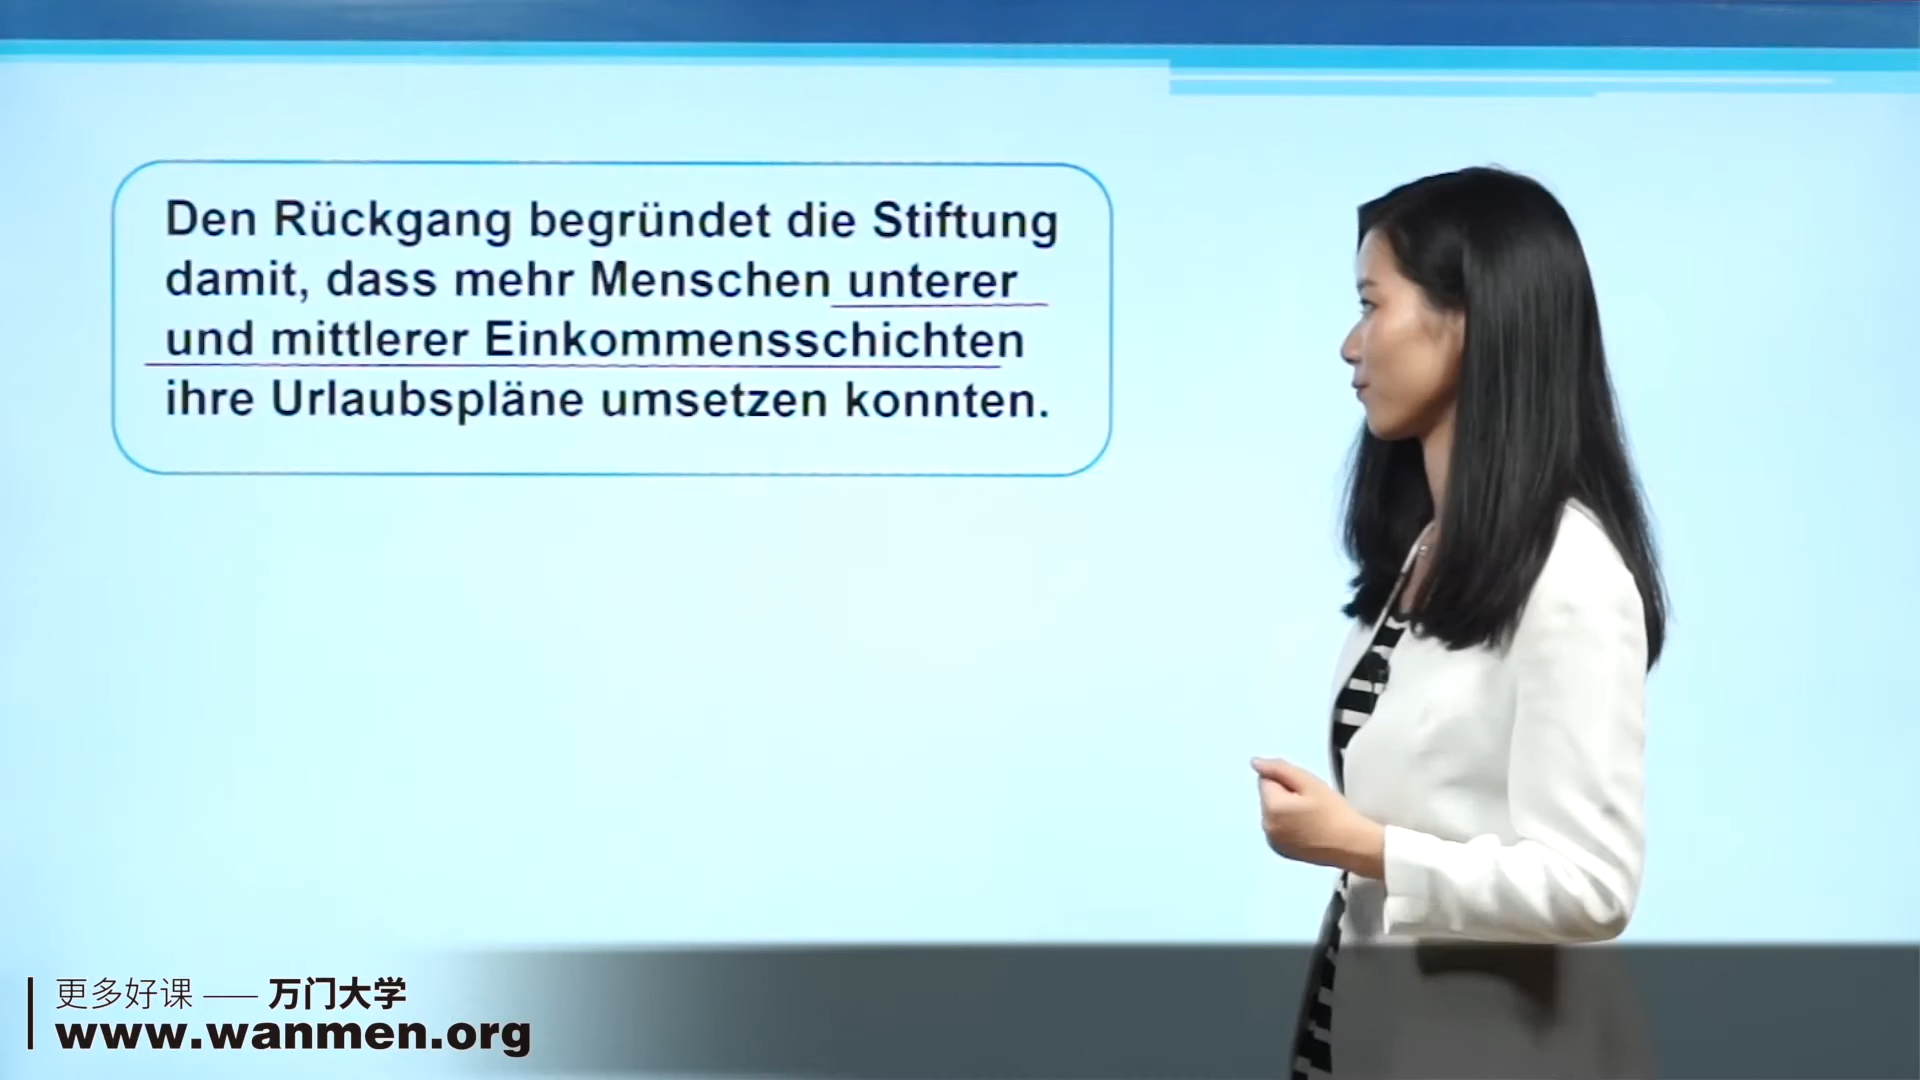 Den Rückgang begründet die Stiftung
damit, dass mehr Menschen unterer
und mittlerer Einkommensschichten
ihre Urlaubspläne umsetzen konnten.
更多好课 —— 万门大学
www.wanmen.org